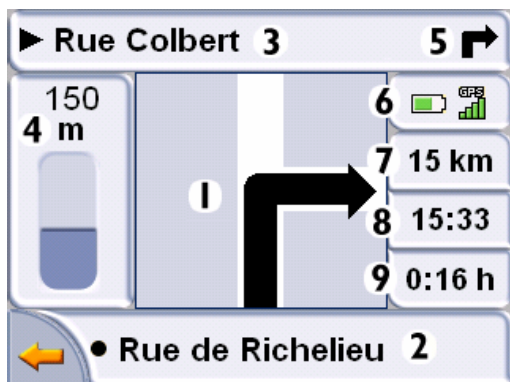 Rue Colbert 3
5
150
4 m
1
6 GPS
7 15 km
8 15:33
9 0:16 h
Rue de Richelieu 2